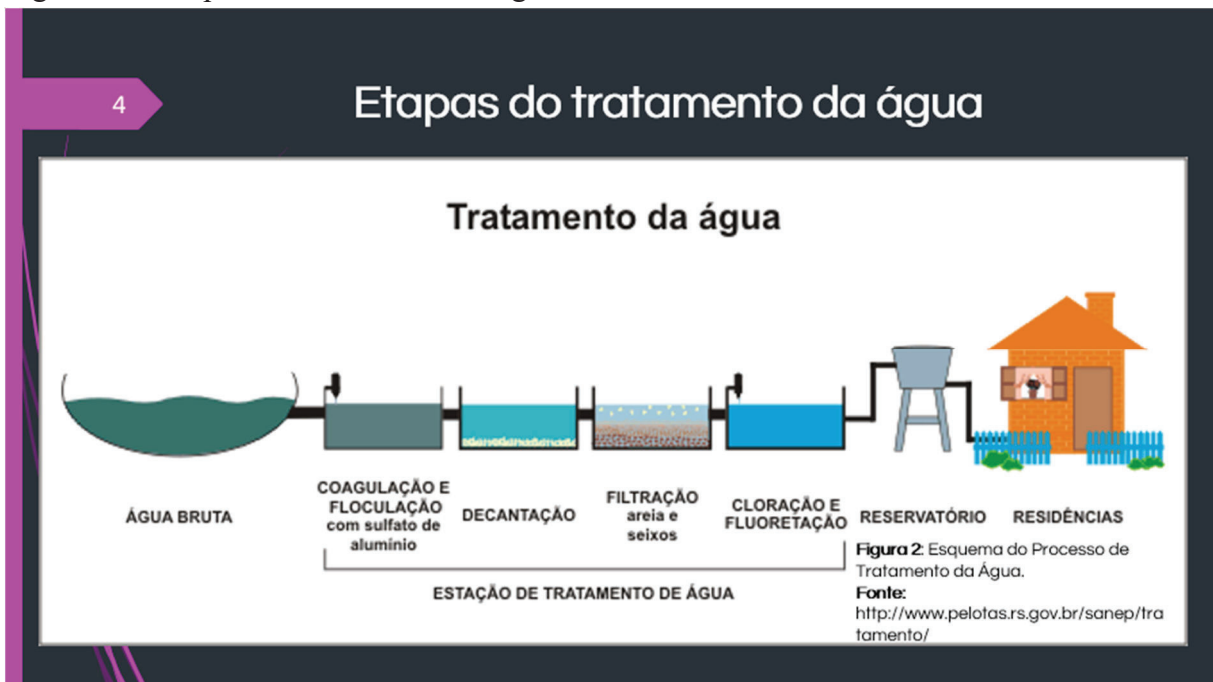 4
Etapas do tratamento da água
Tratamento da água
ÁGUA BRUTA
COAGULAÇÃO E
FLOCULAÇÃO
com sulfato de
alumínio
DECANTAÇÃO
FILTRAÇÃO
areia e
seixos
CLORAÇÃO E
FLUORETAÇÃO
RESERVATÓRIO
RESIDÊNCIAS
ESTAÇÃO DE TRATAMENTO DE ÁGUA
Figura 2: Esquema do Processo de
Tratamento da Água.
Fonte:
http://www.pelotas.rs.gov.br/sanep/tra
tamento/